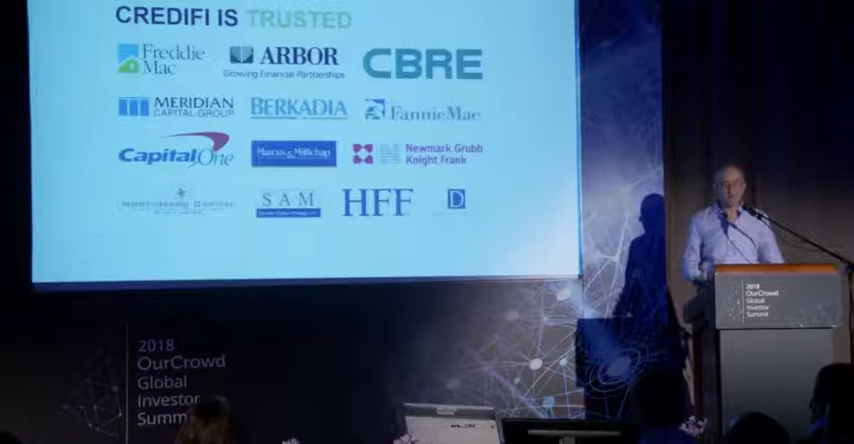 CREDIFI IS TRUSTED
Freddie
Mac
ARBOR
Growing Financial Partnerships
CBRE
MERIDIAN
CAPITAL GROUP
BERKADIA
FannieMae
CapitalOne
Marcus & Millichap
Newmark Grubb
Knight Frank
SAM
HFF
D
2018
OurCrowd
Global
Investor
Summit
2018
OurCrowd
Global
Investor
Summ